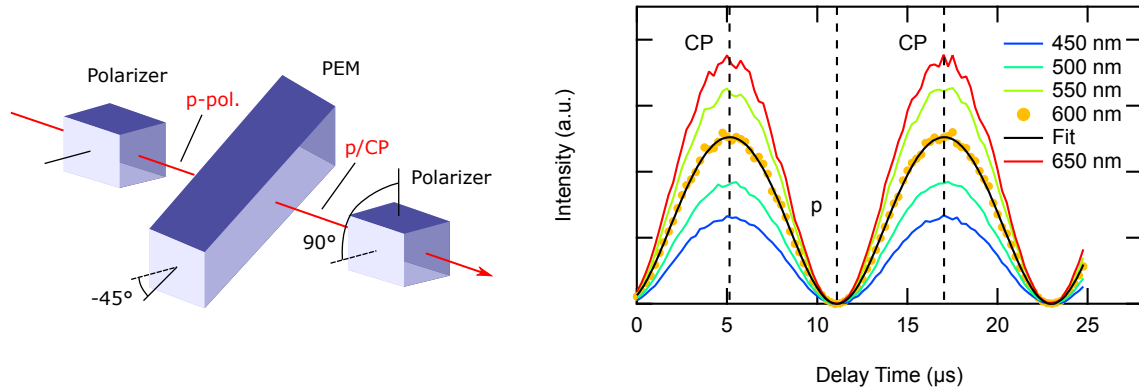 Polarizer
PEM
p-pol.
p/CP
Polarizer
90°
-45°
CP
CP
p
450 nm
500 nm
550 nm
600 nm
Fit
650 nm
Intensity (a.u.)
0
5
10
15
20
25
Delay Time (µs)